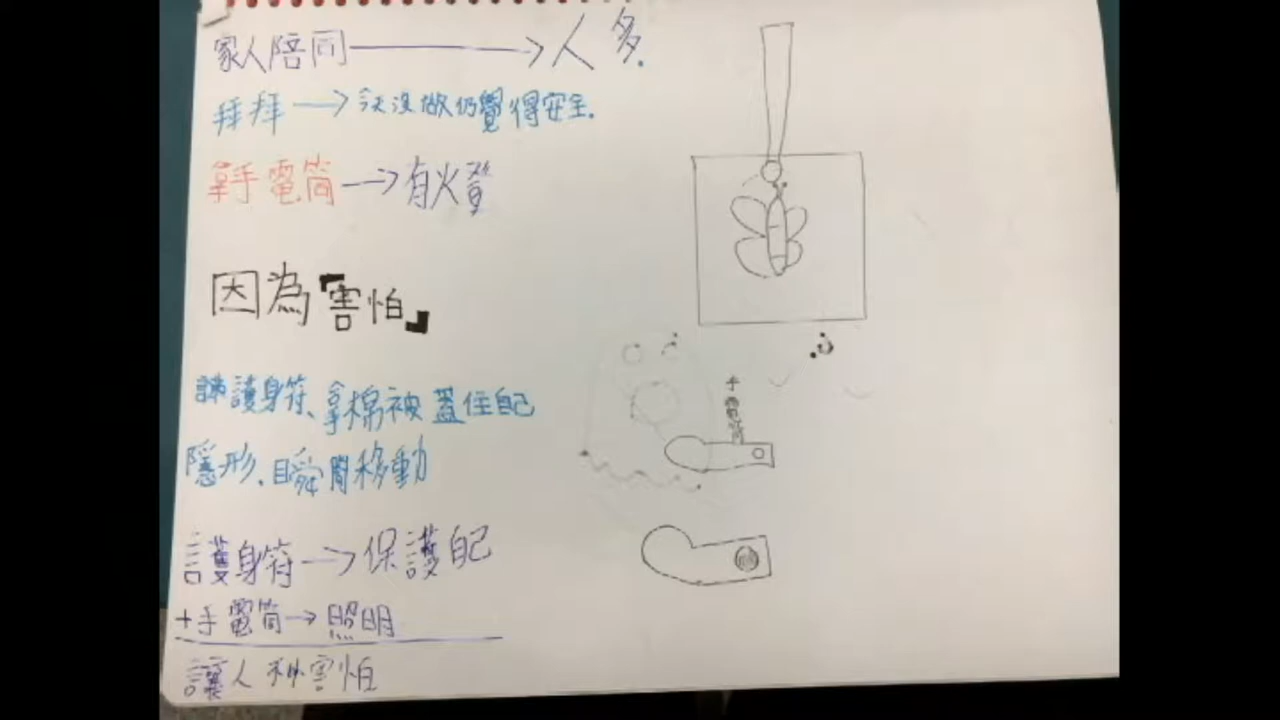 家人陪同→人多.
拜拜→今天沒做仍覺得安全.
拿手電筒→有火登
因為「害怕」
護身符、拿棉被蓋住自己
隱形、瞬間移動
手電筒
護身符→保護自己
+手電筒→照明
讓人不害怕